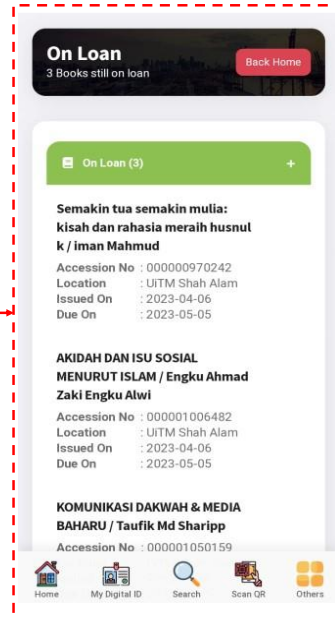 On Loan
3 Books still on loan
Back Home
On Loan (3) +
Semakin tua semakin mulia:
kisah dan rahasia meraih husnul
k / iman Mahmud
Accession No : 000000970242
Location : UiTM Shah Alam
Issued On : 2023-04-06
Due On : 2023-05-05
AKIDAH DAN ISU SOSIAL
MENURUT ISLAM / Engku Ahmad
Zaki Engku Alwi
Accession No : 000001006482
Location : UiTM Shah Alam
Issued On : 2023-04-06
Due On : 2023-05-05
KOMUNIKASI DAKWAH & MEDIA
BAHARU / Taufik Md Sharipp
Accession No : 000001050159
Home My Digital ID Search Scan QR Others